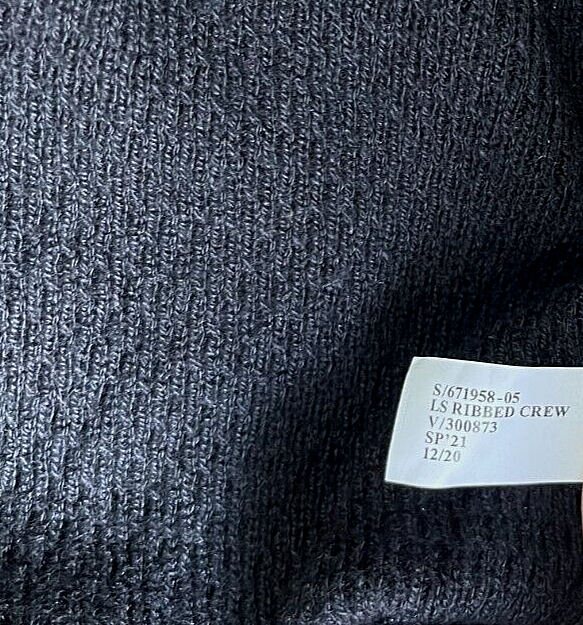 S/671958-05
LS RIBBED CREW
V/300873
SP'21
12/20